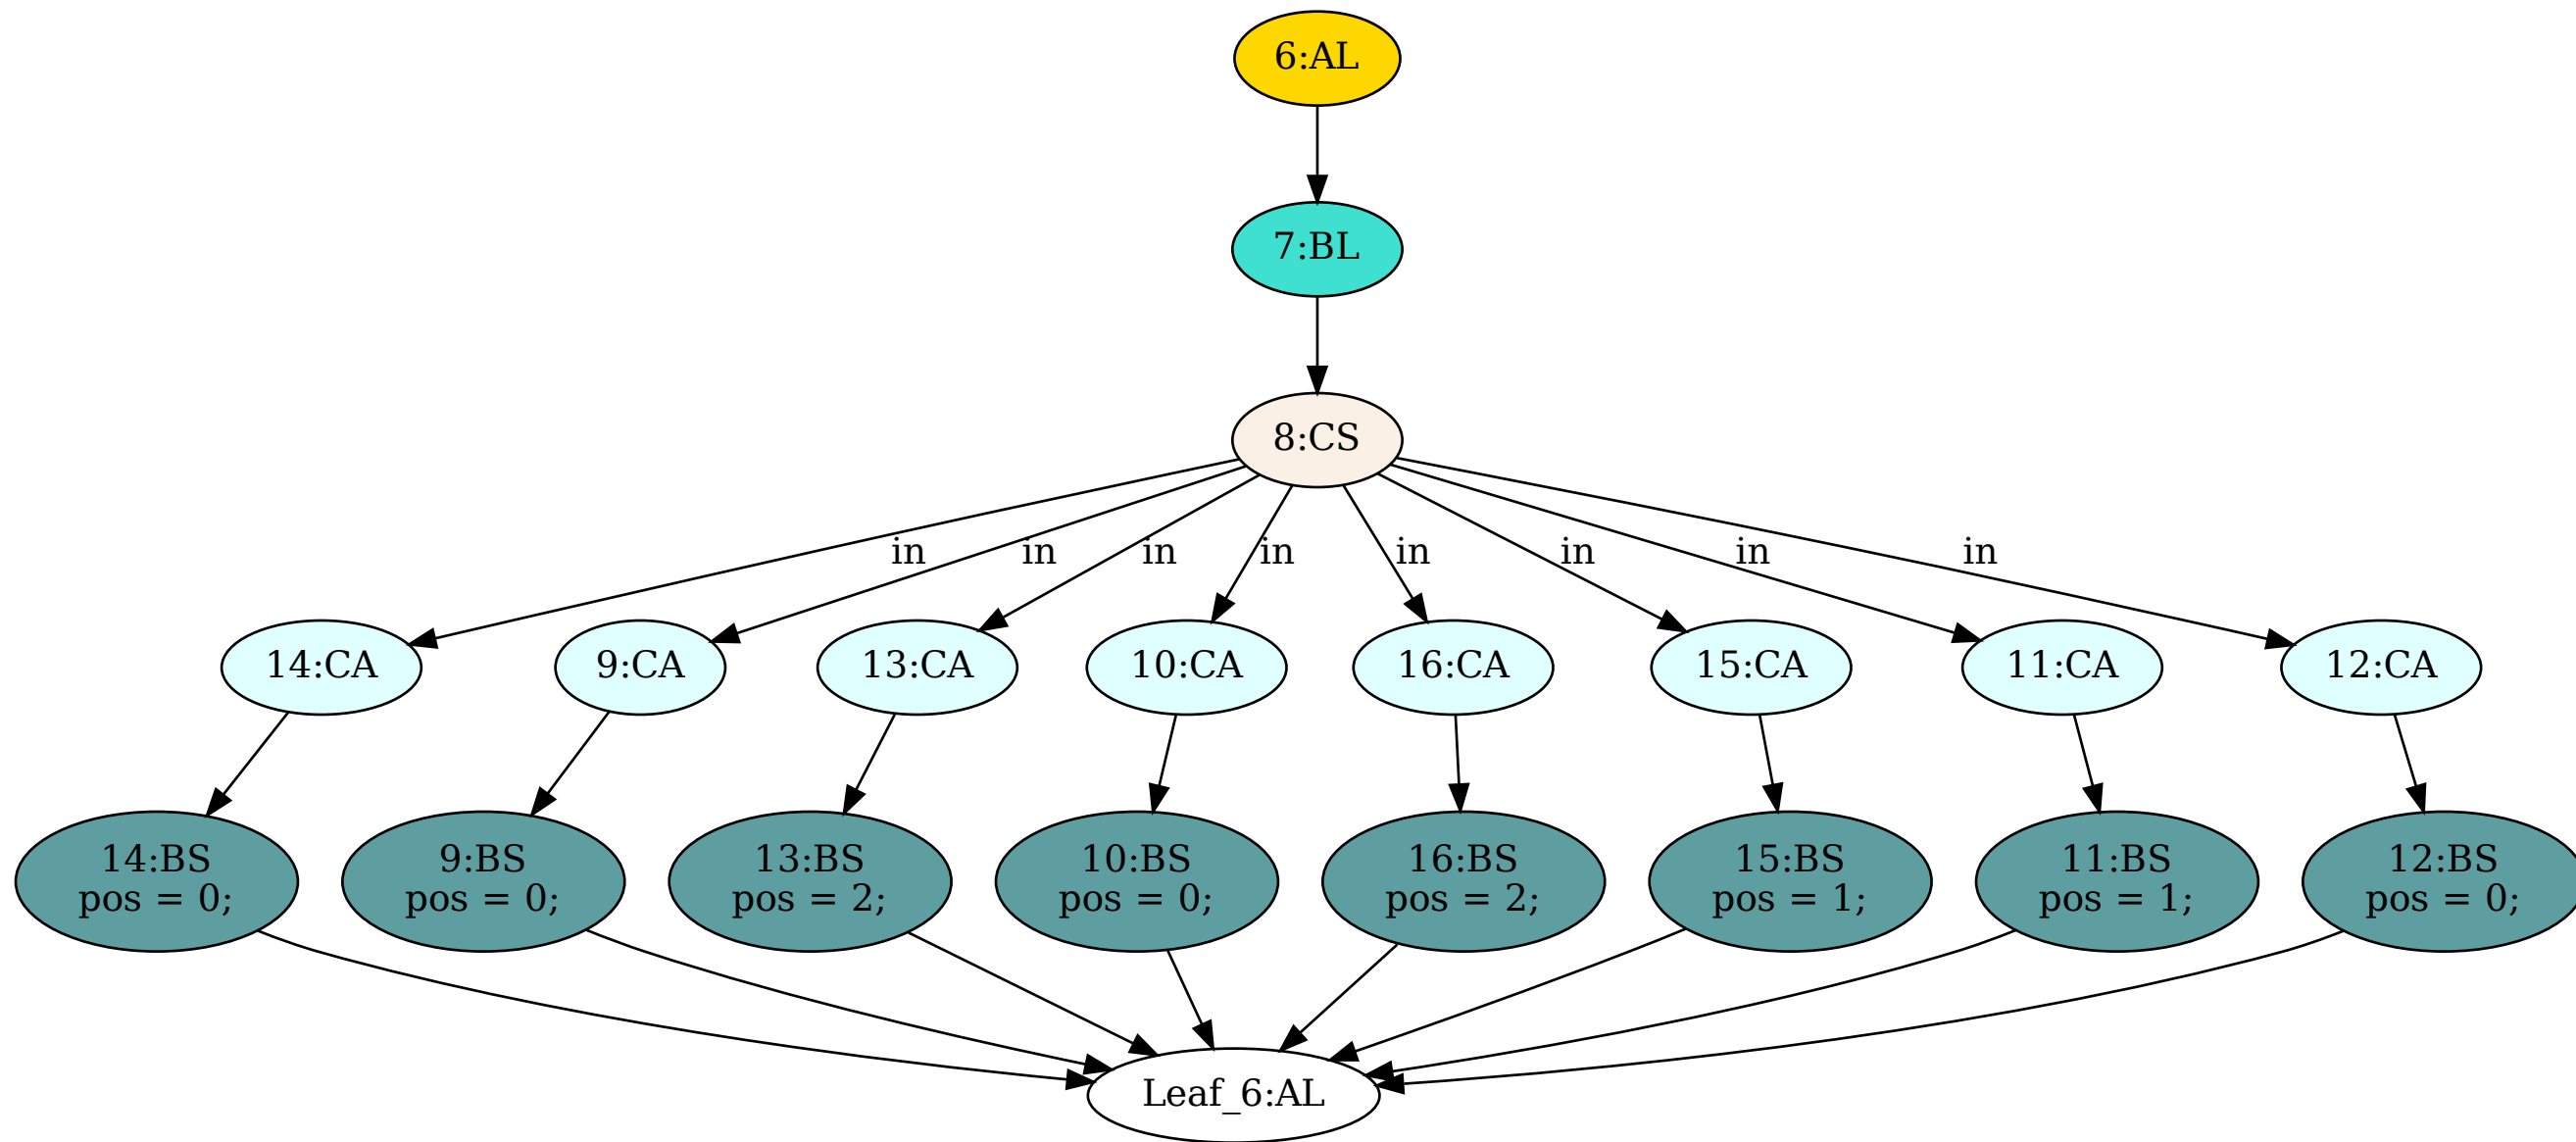 6:AL
7:BL
8:CS
in in in in in in in in
14:CA 9:CA 13:CA 10:CA 16:CA 15:CA 11:CA 12:CA
14:BS 9:BS 13:BS 10:BS 16:BS 15:BS 11:BS 12:BS
pos = 0; pos = 0; pos = 2; pos = 0; pos = 2; pos = 1; pos = 1; pos = 0;
Leaf_6:AL